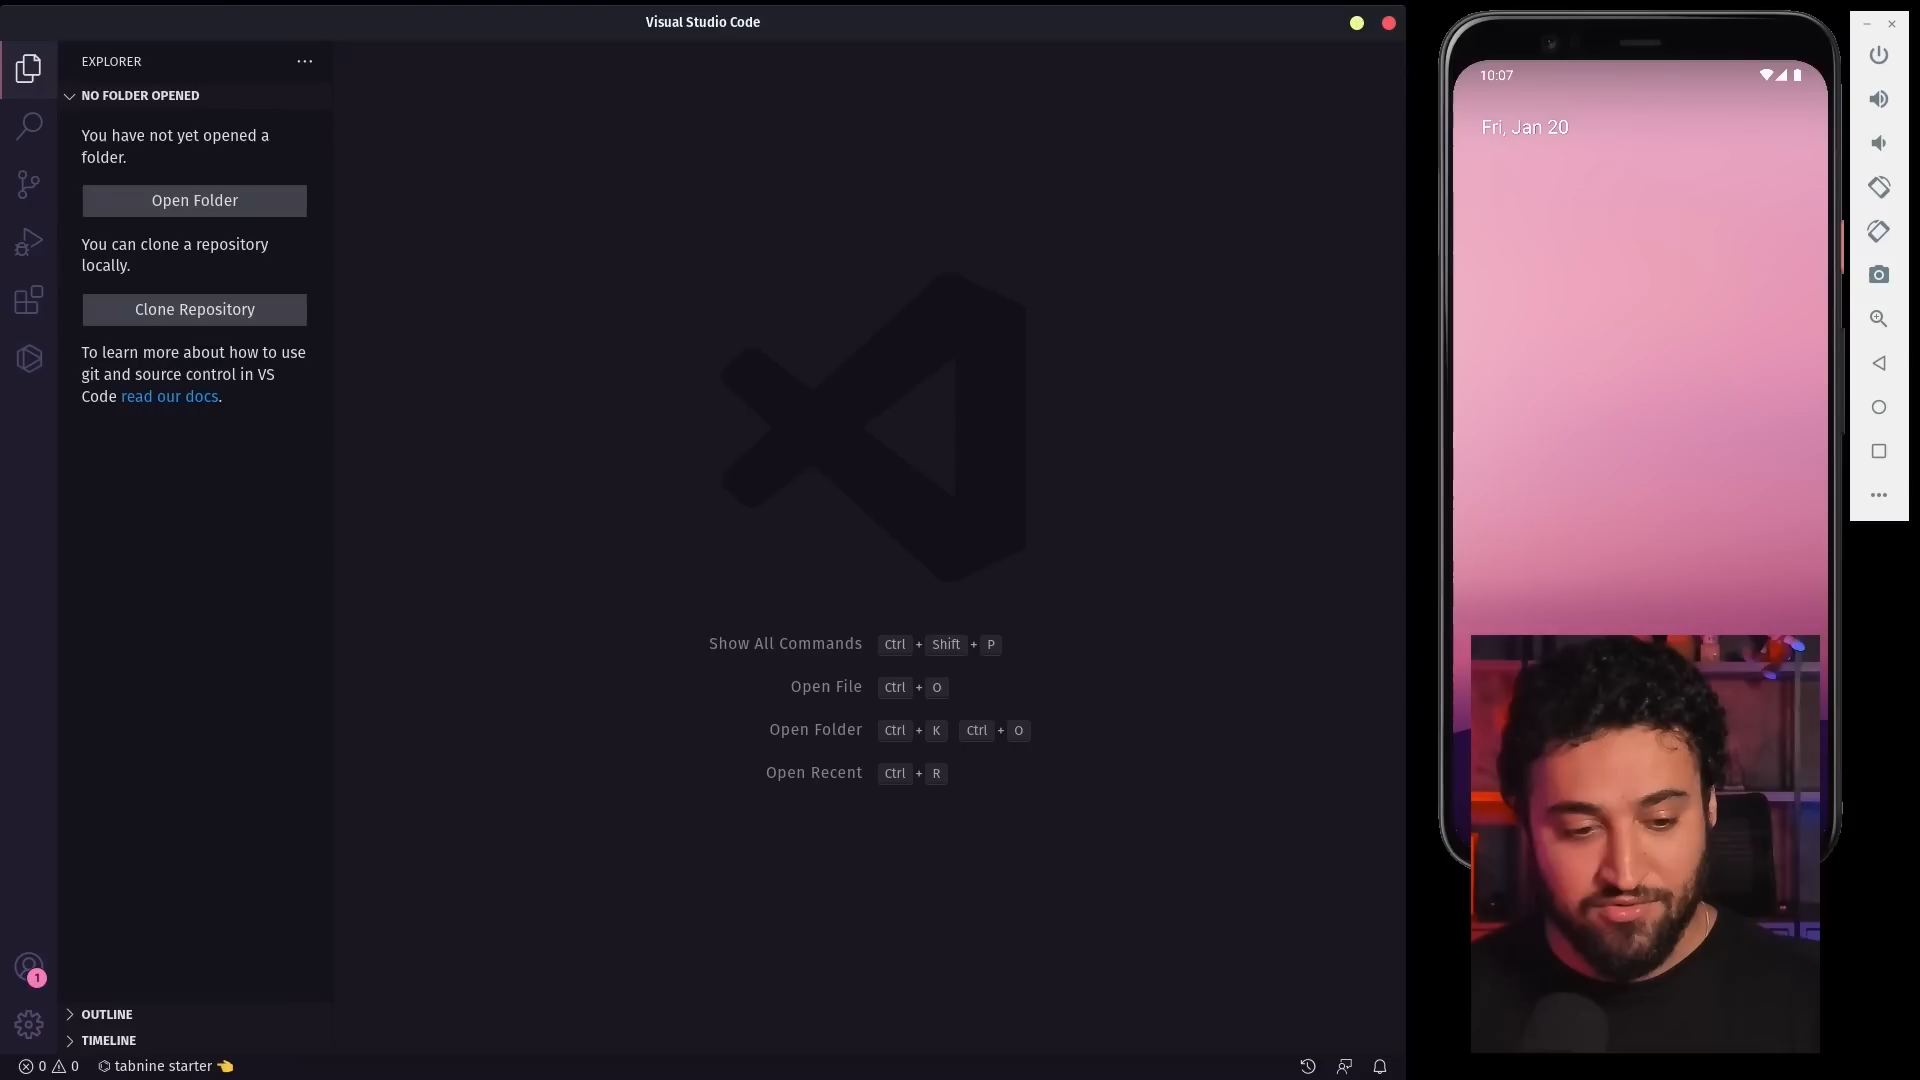 Visual Studio Code
EXPLORER
NO FOLDER OPENED
You have not yet opened a
folder.
Open Folder
You can clone a repository
locally.
Clone Repository
To learn more about how to use
git and source control in VS
Code read our docs.
Show All Commands Ctrl + Shift + P
Open File Ctrl + O
Open Folder Ctrl + K Ctrl + O
Open Recent Ctrl + R
1
OUTLINE
TIMELINE
0 0 tabnine starter 👈
10:07
Fri, Jan 20